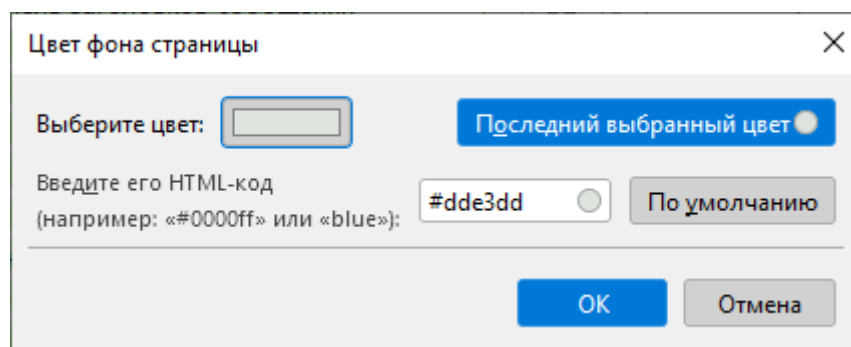 Цвет фона страницы
Выберите цвет:
Последний выбранный цвет
Введите его HTML-код
(например: «#0000ff» или «blue»):
#dde3dd
По умолчанию
ОК
Отмена